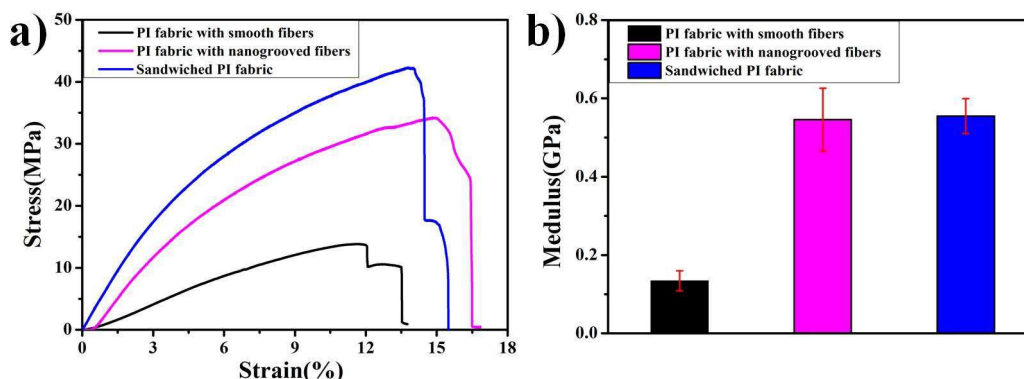 a)
Stress(MPa)
50
40
30
20
10
0
PI fabric with smooth fibers
PI fabric with nanogrooved fibers
Sandwiched PI fabric
0 3 6 9 12 15 18
Strain(%)
b)
Medulus(GPa)
0.8
0.6
0.4
0.2
0.0
PI fabric with smooth fibers
PI fabric with nanogrooved fibers
Sandwiched PI fabric